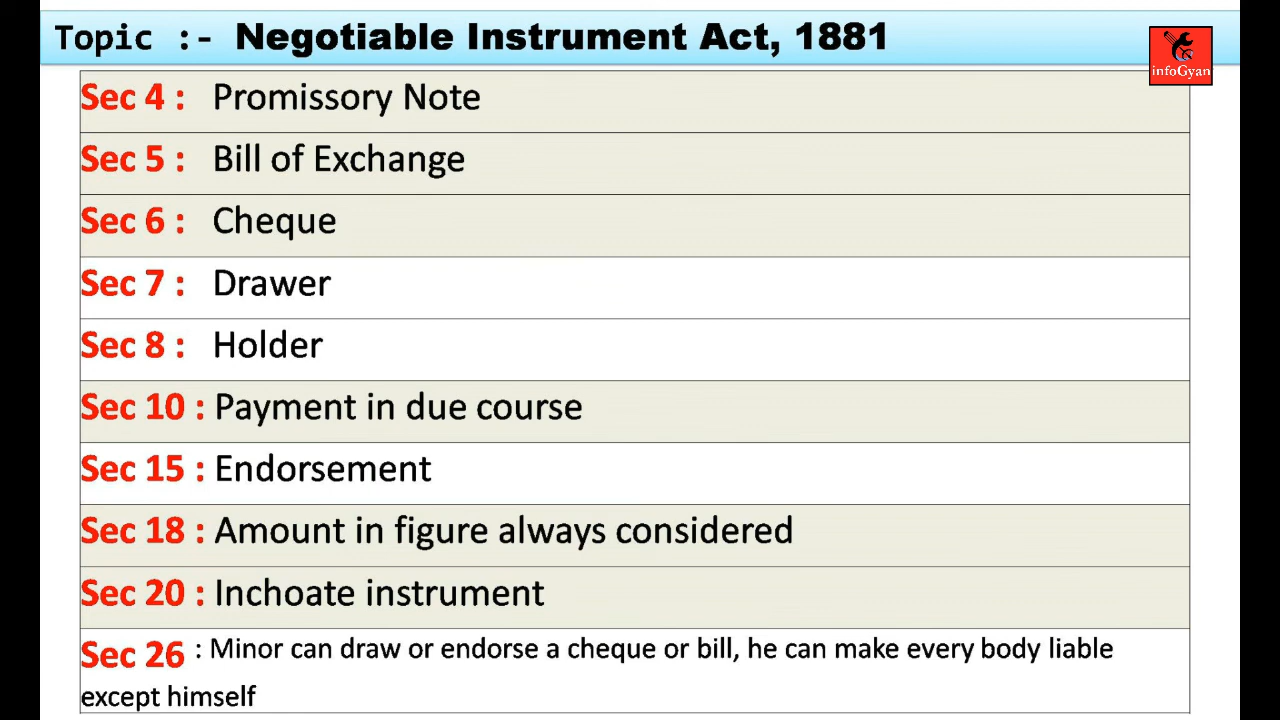 Topic :- Negotiable Instrument Act, 1881
infoGyan
Sec 4 : Promissory Note
Sec 5 : Bill of Exchange
Sec 6 : Cheque
Sec 7 : Drawer
Sec 8 : Holder
Sec 10 : Payment in due course
Sec 15 : Endorsement
Sec 18 : Amount in figure always considered
Sec 20 : Inchoate instrument
Sec 26 : Minor can draw or endorse a cheque or bill, he can make every body liable
except himself